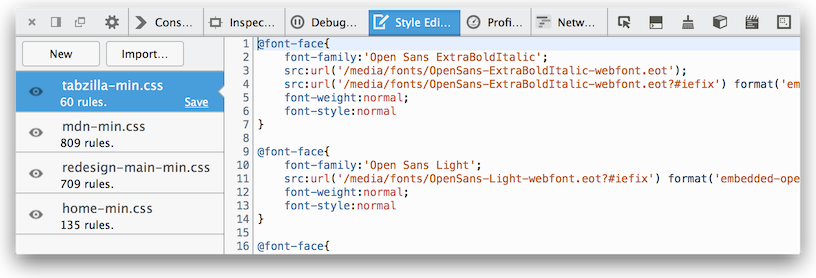 Cons... Inspec... Debug... Style Edi... Profi... Netw...
New Import...
tabzilla-min.css
60 rules. Save
mdn-min.css
809 rules.
redesign-main-min.css
709 rules.
home-min.css
135 rules.
1 @font-face{
2 font-family:'Open Sans ExtraBoldItalic';
3 src:url('/media/fonts/OpenSans-ExtraBoldItalic-webfont.eot');
4 src:url('/media/fonts/OpenSans-ExtraBoldItalic-webfont.eot?#iefix') format('em
5 font-weight:normal;
6 font-style:normal
7 }
8
9 @font-face{
10 font-family:'Open Sans Light';
11 src:url('/media/fonts/OpenSans-Light-webfont.eot?#iefix') format('embedded-ope
12 font-weight:normal;
13 font-style:normal
14 }
15
16 @font-face{